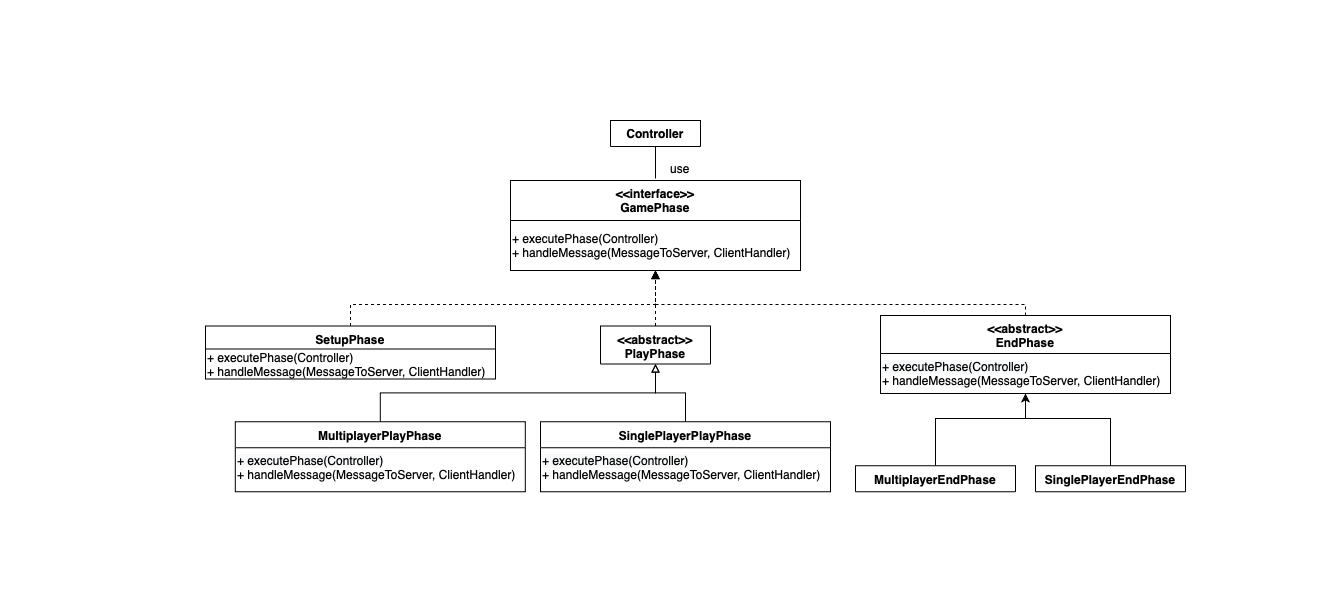 Controller
use
<<interface>>
GamePhase
+ executePhase(Controller)
+ handleMessage(MessageToServer, ClientHandler)
SetupPhase
+ executePhase(Controller)
+ handleMessage(MessageToServer, ClientHandler)
<<abstract>>
PlayPhase
<<abstract>>
EndPhase
+ executePhase(Controller)
+ handleMessage(MessageToServer, ClientHandler)
MultiplayerPlayPhase
+ executePhase(Controller)
+ handleMessage(MessageToServer, ClientHandler)
SinglePlayerPlayPhase
+ executePhase(Controller)
+ handleMessage(MessageToServer, ClientHandler)
MultiplayerEndPhase
SinglePlayerEndPhase